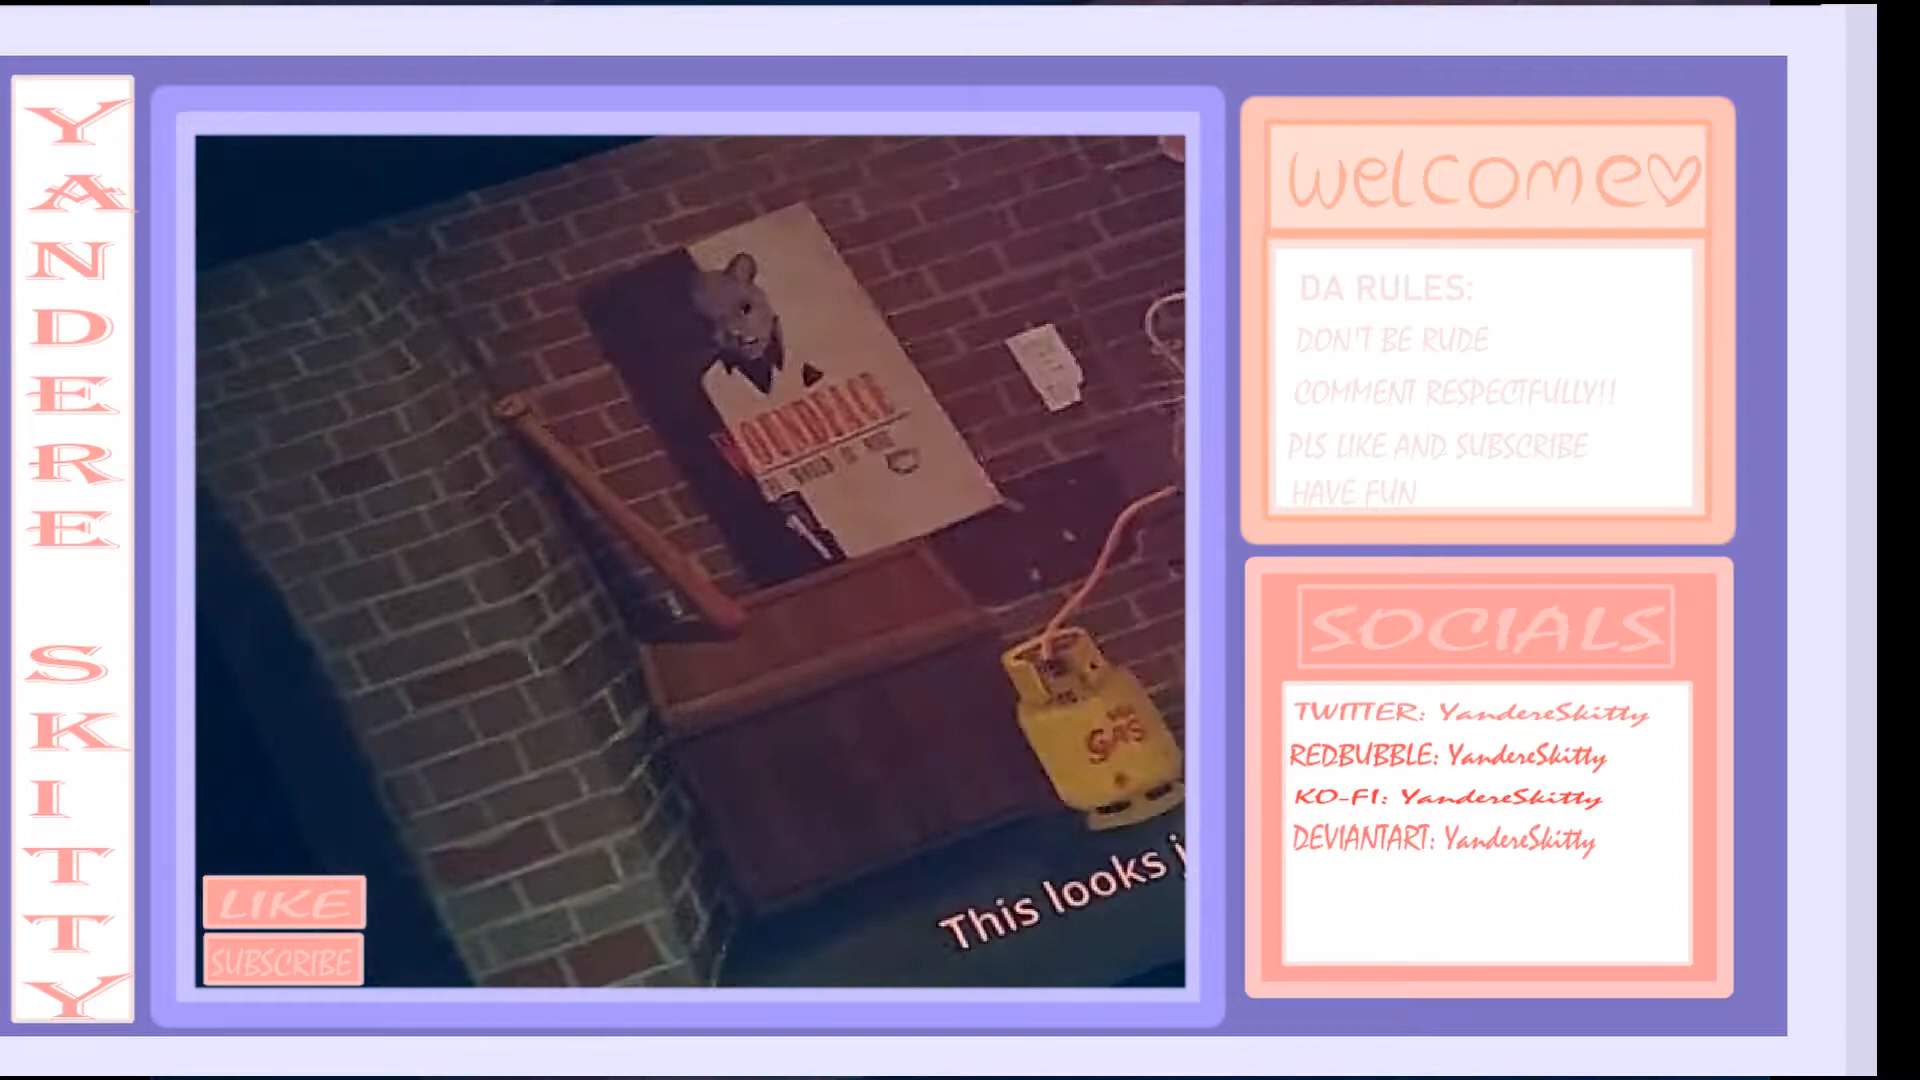 YANDERE SKITTY
WELCOME
DA RULES:
DON'T BE RUDE
COMMENT RESPECTFULLY!!
PLS LIKE AND SUBSCRIBE
HAVE FUN
SOCIALS
TWITTER: YandereSkitty
REDBUBBLE: YandereSkitty
KO-FI: YandereSkitty
DEVIANTART: YandereSkitty
GAS
This looks
LIKE
SUBSCRIBE